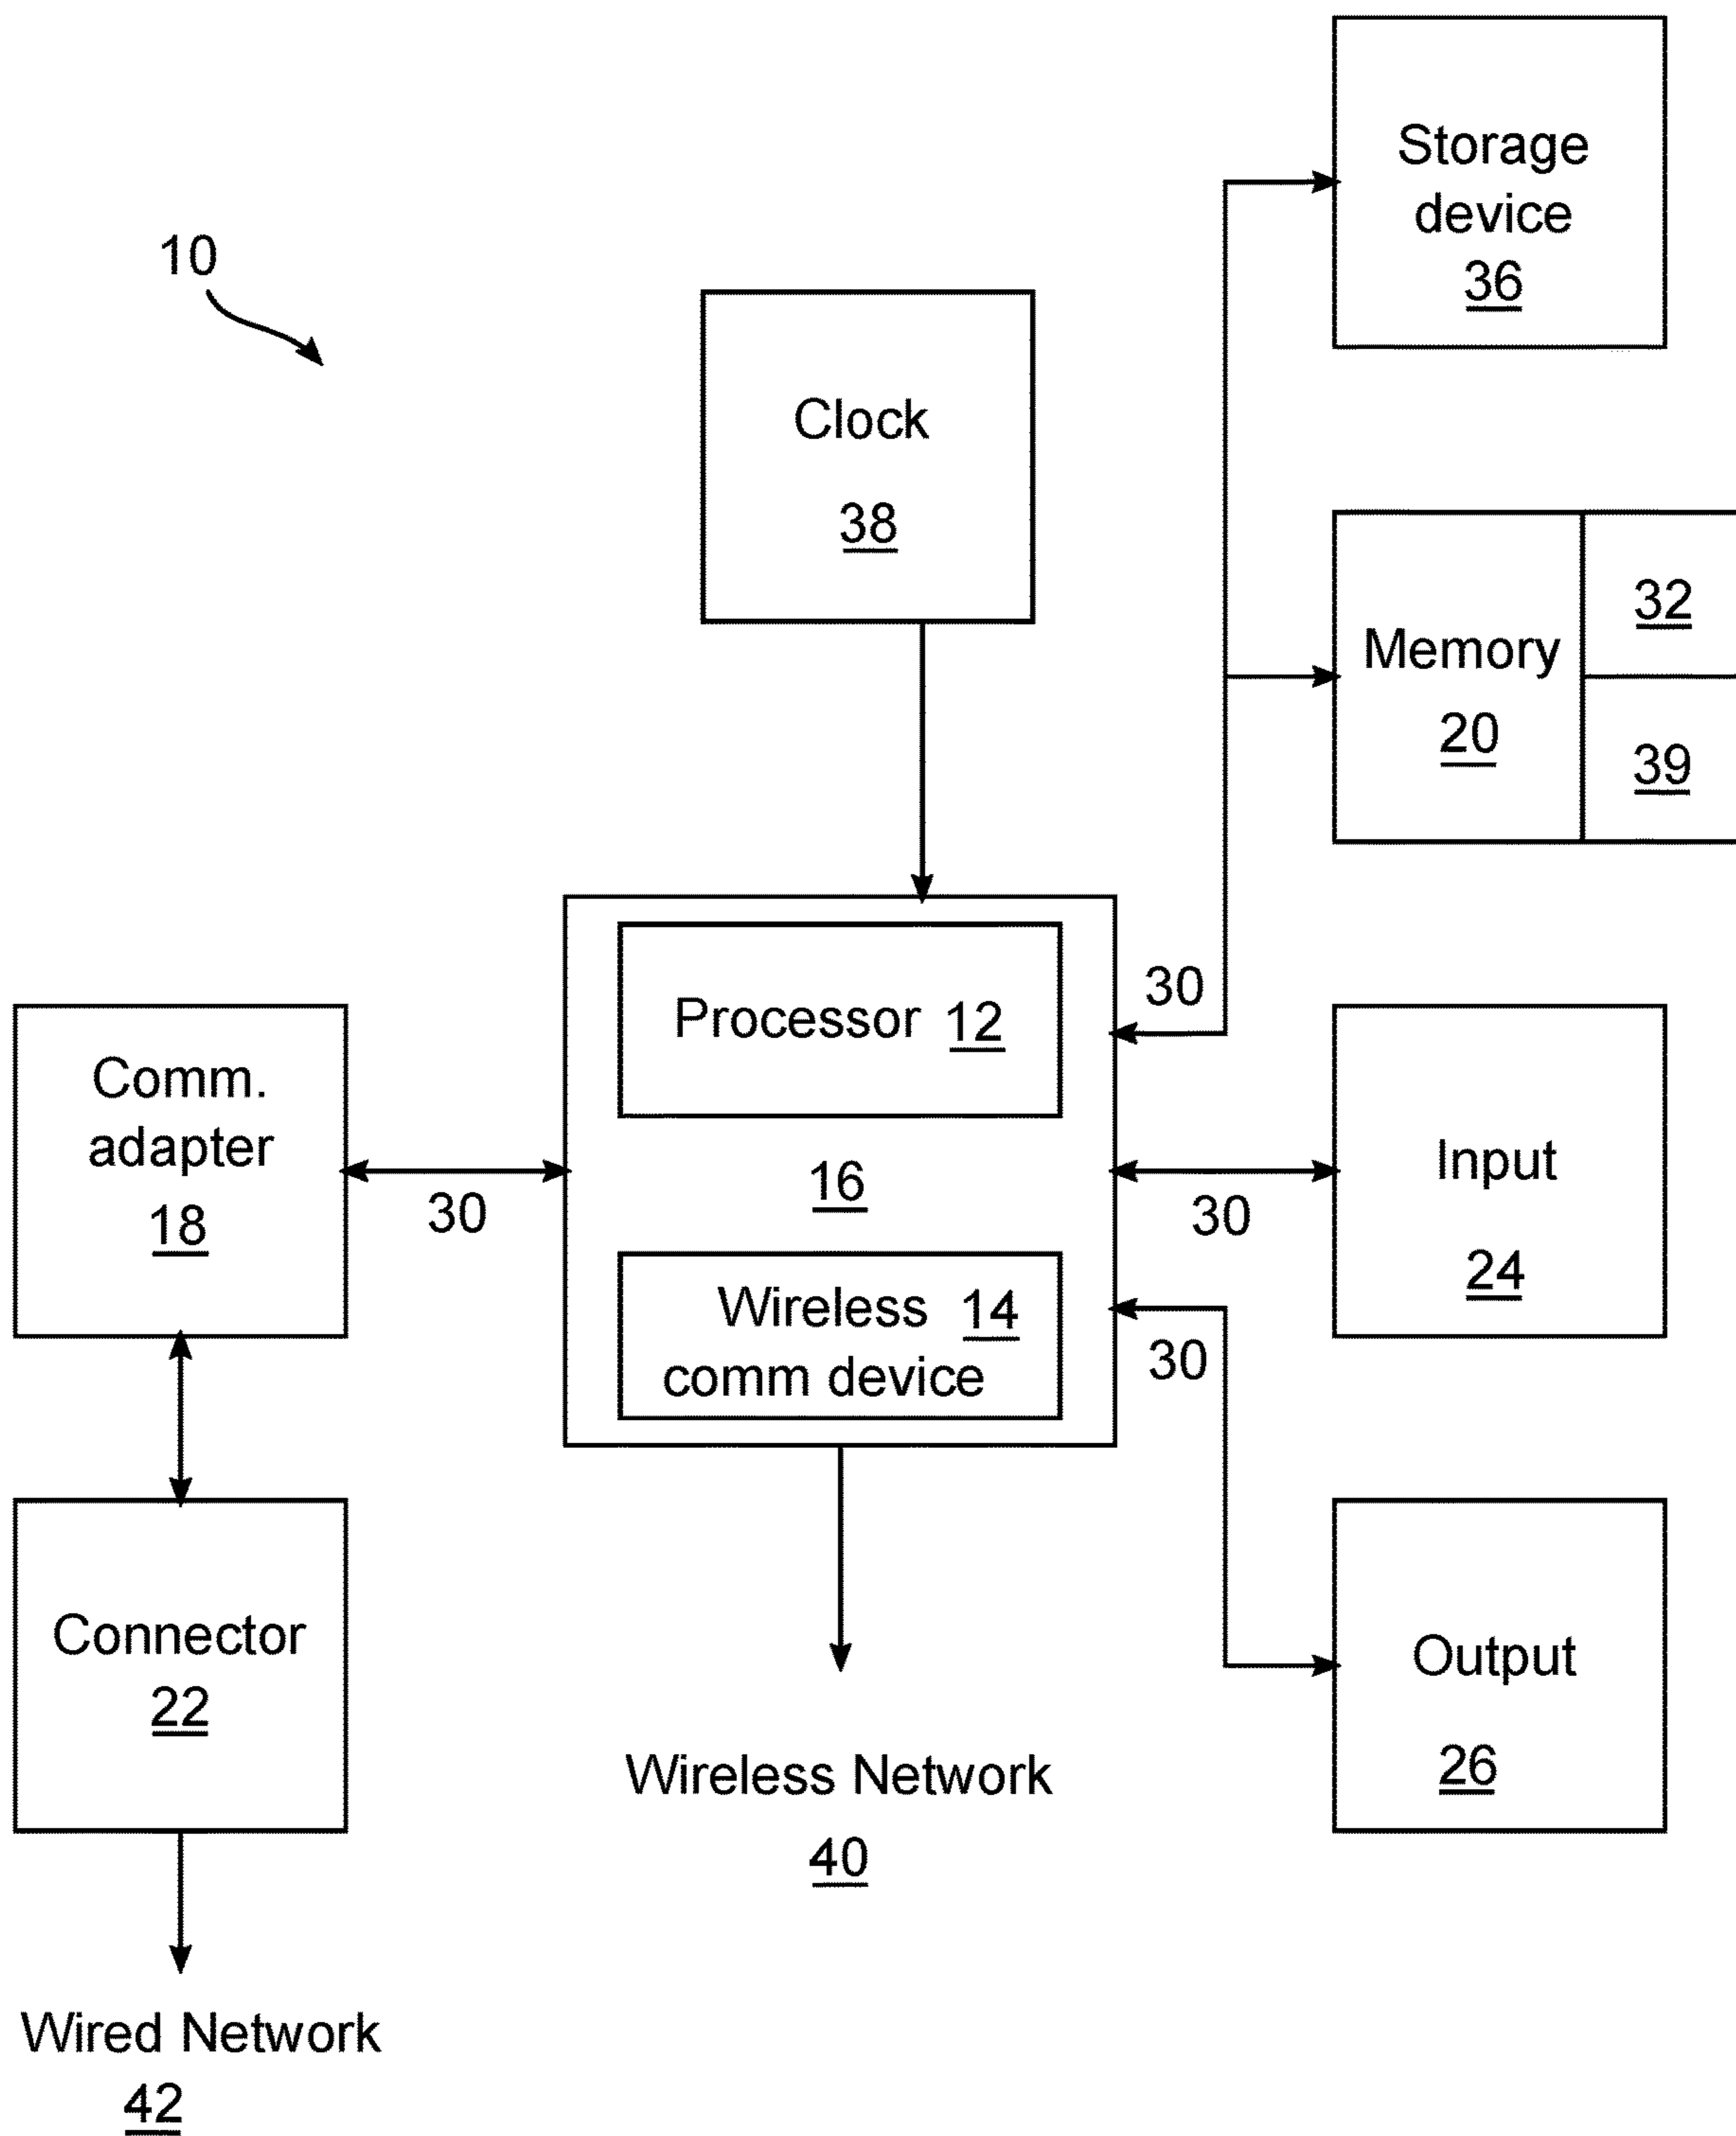 10
Storage
device
36
Clock
38
Memory
20
32
39
Processor 12
16
Wireless 14
comm device
30
Comm.
adapter
18
30
30
Input
24
30
Connector
22
Output
26
Wireless Network
40
Wired Network
42